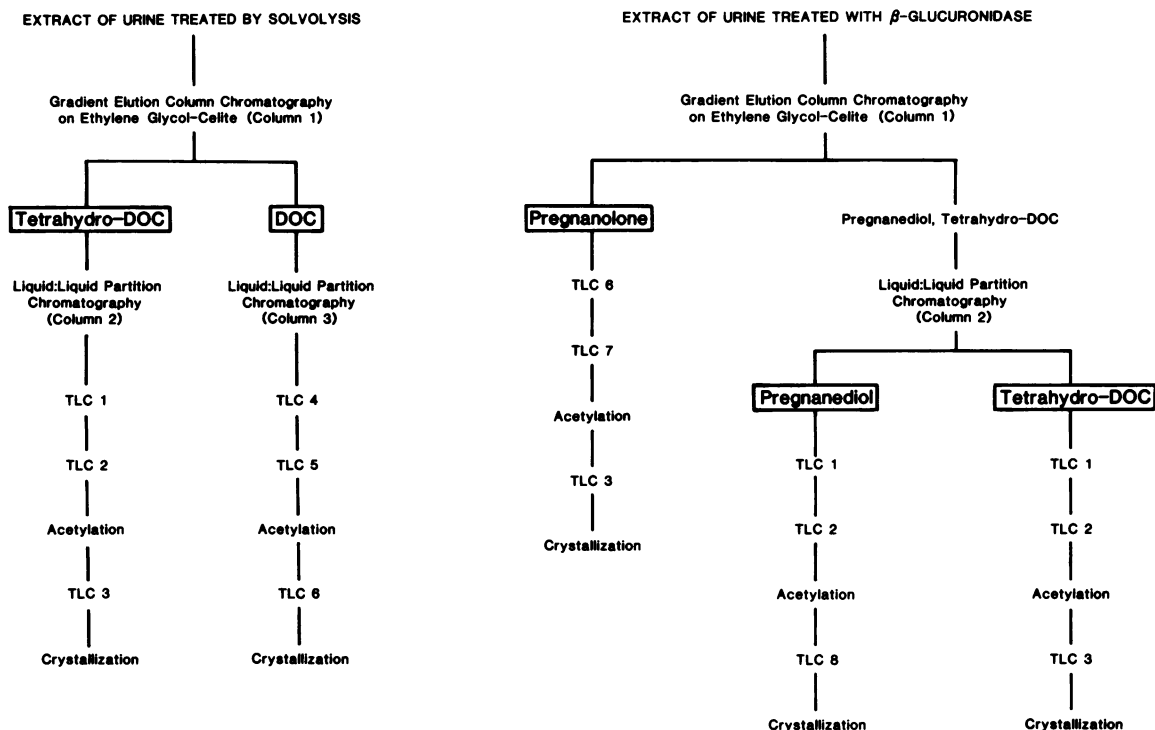 EXTRACT OF URINE TREATED BY SOLVOLYSIS
Gradient Elution Column Chromatography
on Ethylene Glycol-Celite (Column 1)
Tetrahydro-DOC
DOC
Liquid:Liquid Partition
Chromatography
(Column 2)
Liquid:Liquid Partition
Chromatography
(Column 3)
TLC 1
TLC 4
TLC 2
TLC 5
Acetylation
Acetylation
TLC 3
TLC 6
Crystallization
Crystallization
EXTRACT OF URINE TREATED WITH β-GLUCURONIDASE
Gradient Elution Column Chromatography
on Ethylene Glycol-Celite (Column 1)
Pregnanolone
Pregnanediol, Tetrahydro-DOC
TLC 6
TLC 7
Acetylation
TLC 3
Crystallization
Liquid:Liquid Partition
Chromatography
(Column 2)
Pregnanediol
Tetrahydro-DOC
TLC 1
TLC 1
TLC 2
TLC 2
Acetylation
Acetylation
TLC 8
TLC 3
Crystallization
Crystallization